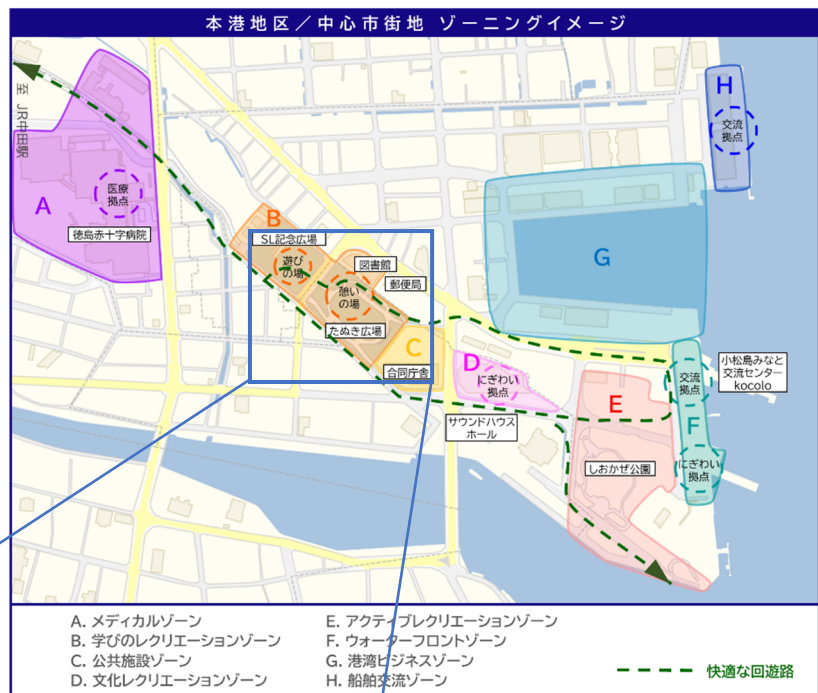 本港地区／中心市街地 ゾーニングイメージ
至 JR中田駅
A
医療
拠点
徳島赤十字病院
B
SL記念広場
遊び
の場
図書館
郵便局
憩い
の場
たぬき広場
C
合同庁舎
D
にぎわい
拠点
サウンドハウス
ホール
E
しおかぜ公園
交流
拠点
F
にぎわい
拠点
小松島みなと
交流センター
kocolo
G
H
交流
拠点
A. メディカルゾーン
B. 学びのレクリエーションゾーン
C. 公共施設ゾーン
D. 文化レクリエーションゾーン
E. アクティブレクリエーションゾーン
F. ウォーターフロントゾーン
G. 港湾ビジネスゾーン
H. 船舶交流ゾーン
快適な回遊路